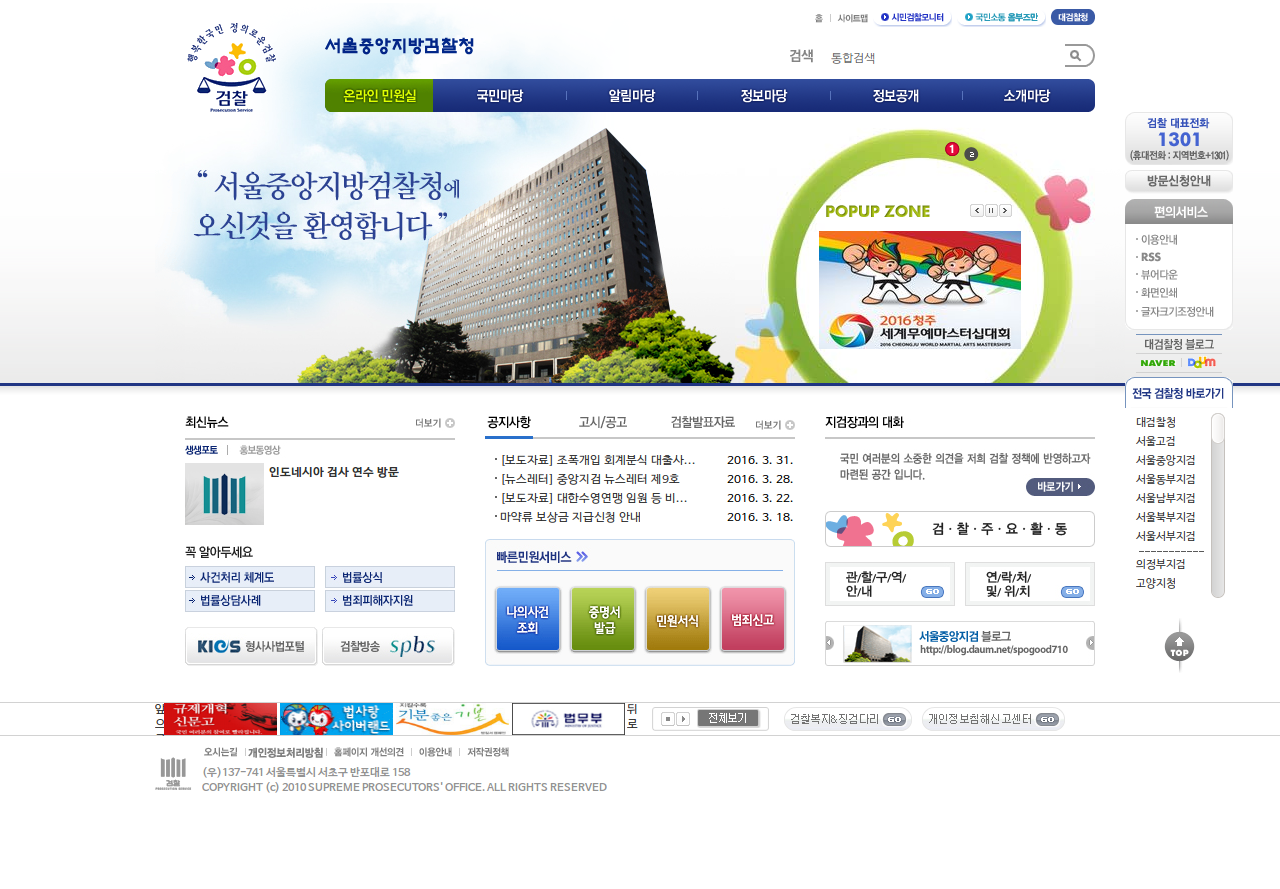 홈 사이트맵 시민검찰모니터 국민소통 옴부즈만 대검찰청
행복한국민 정의로운검찰
검찰
Prosecution Service
서울중앙지방검찰청
검색 통합검색
온라인 민원실 국민마당 알림마당 정보마당 정보공개 소개마당
“ 서울중앙지방검찰청에
오신것을 환영합니다 ”
1 2
POPUP ZONE
2016 청주
세계무예마스터십대회
2016 CHEONGJU WORLD MARTIAL ARTS MASTERSHIPS
검찰 대표전화
1301
(휴대전화 : 지역번호+1301)
방문신청안내
편의서비스
· 이용안내
· RSS
· 뷰어다운
· 화면인쇄
· 글자크기조정안내
대검찰청 블로그
NAVER Daum
전국 검찰청 바로가기
대검찰청
서울고검
서울중앙지검
서울동부지검
서울남부지검
서울북부지검
서울서부지검
-----------
의정부지검
고양지청
TOP
최신뉴스 더보기
생생포토 홍보동영상
인도네시아 검사 연수 방문
꼭 알아두세요
사건처리 체계도 법률상식
법률상담사례 범죄피해자지원
KICS 형사사법포털 검찰방송 spbs
공지사항 고시/공고 검찰발표자료 더보기
· [보도자료] 조폭개입 회계분식 대출사... 2016. 3. 31.
· [뉴스레터] 중앙지검 뉴스레터 제9호 2016. 3. 28.
· [보도자료] 대한수영연맹 임원 등 비... 2016. 3. 22.
· 마약류 보상금 지급신청 안내 2016. 3. 18.
빠른민원서비스
나의사건 조회
증명서 발급
민원서식
범죄신고
지검장과의 대화
국민 여러분의 소중한 의견을 저희 검찰 정책에 반영하고자
마련된 공간 입니다.
바로가기
검·찰·주·요·활·동
관/할/구/역/
안/내 GO
연/락/처/
및/ 위/치 GO
서울중앙지검 블로그
http://blog.daum.net/spogood710
앞으
규제개혁
신문고
법사랑
사이버랜드
기분좋은
법무부
MINISTRY OF JUSTICE
뒤로
전체보기
검찰복지&징검다리 GO
개인정보침해신고센터 GO
오시는길 개인정보처리방침 홈페이지 개선의견 이용안내 저작권정책
검찰
PROSECUTION SERVICE
(우)137-741 서울특별시 서초구 반포대로 158
COPYRIGHT (c) 2010 SUPREME PROSECUTORS' OFFICE. ALL RIGHTS RESERVED